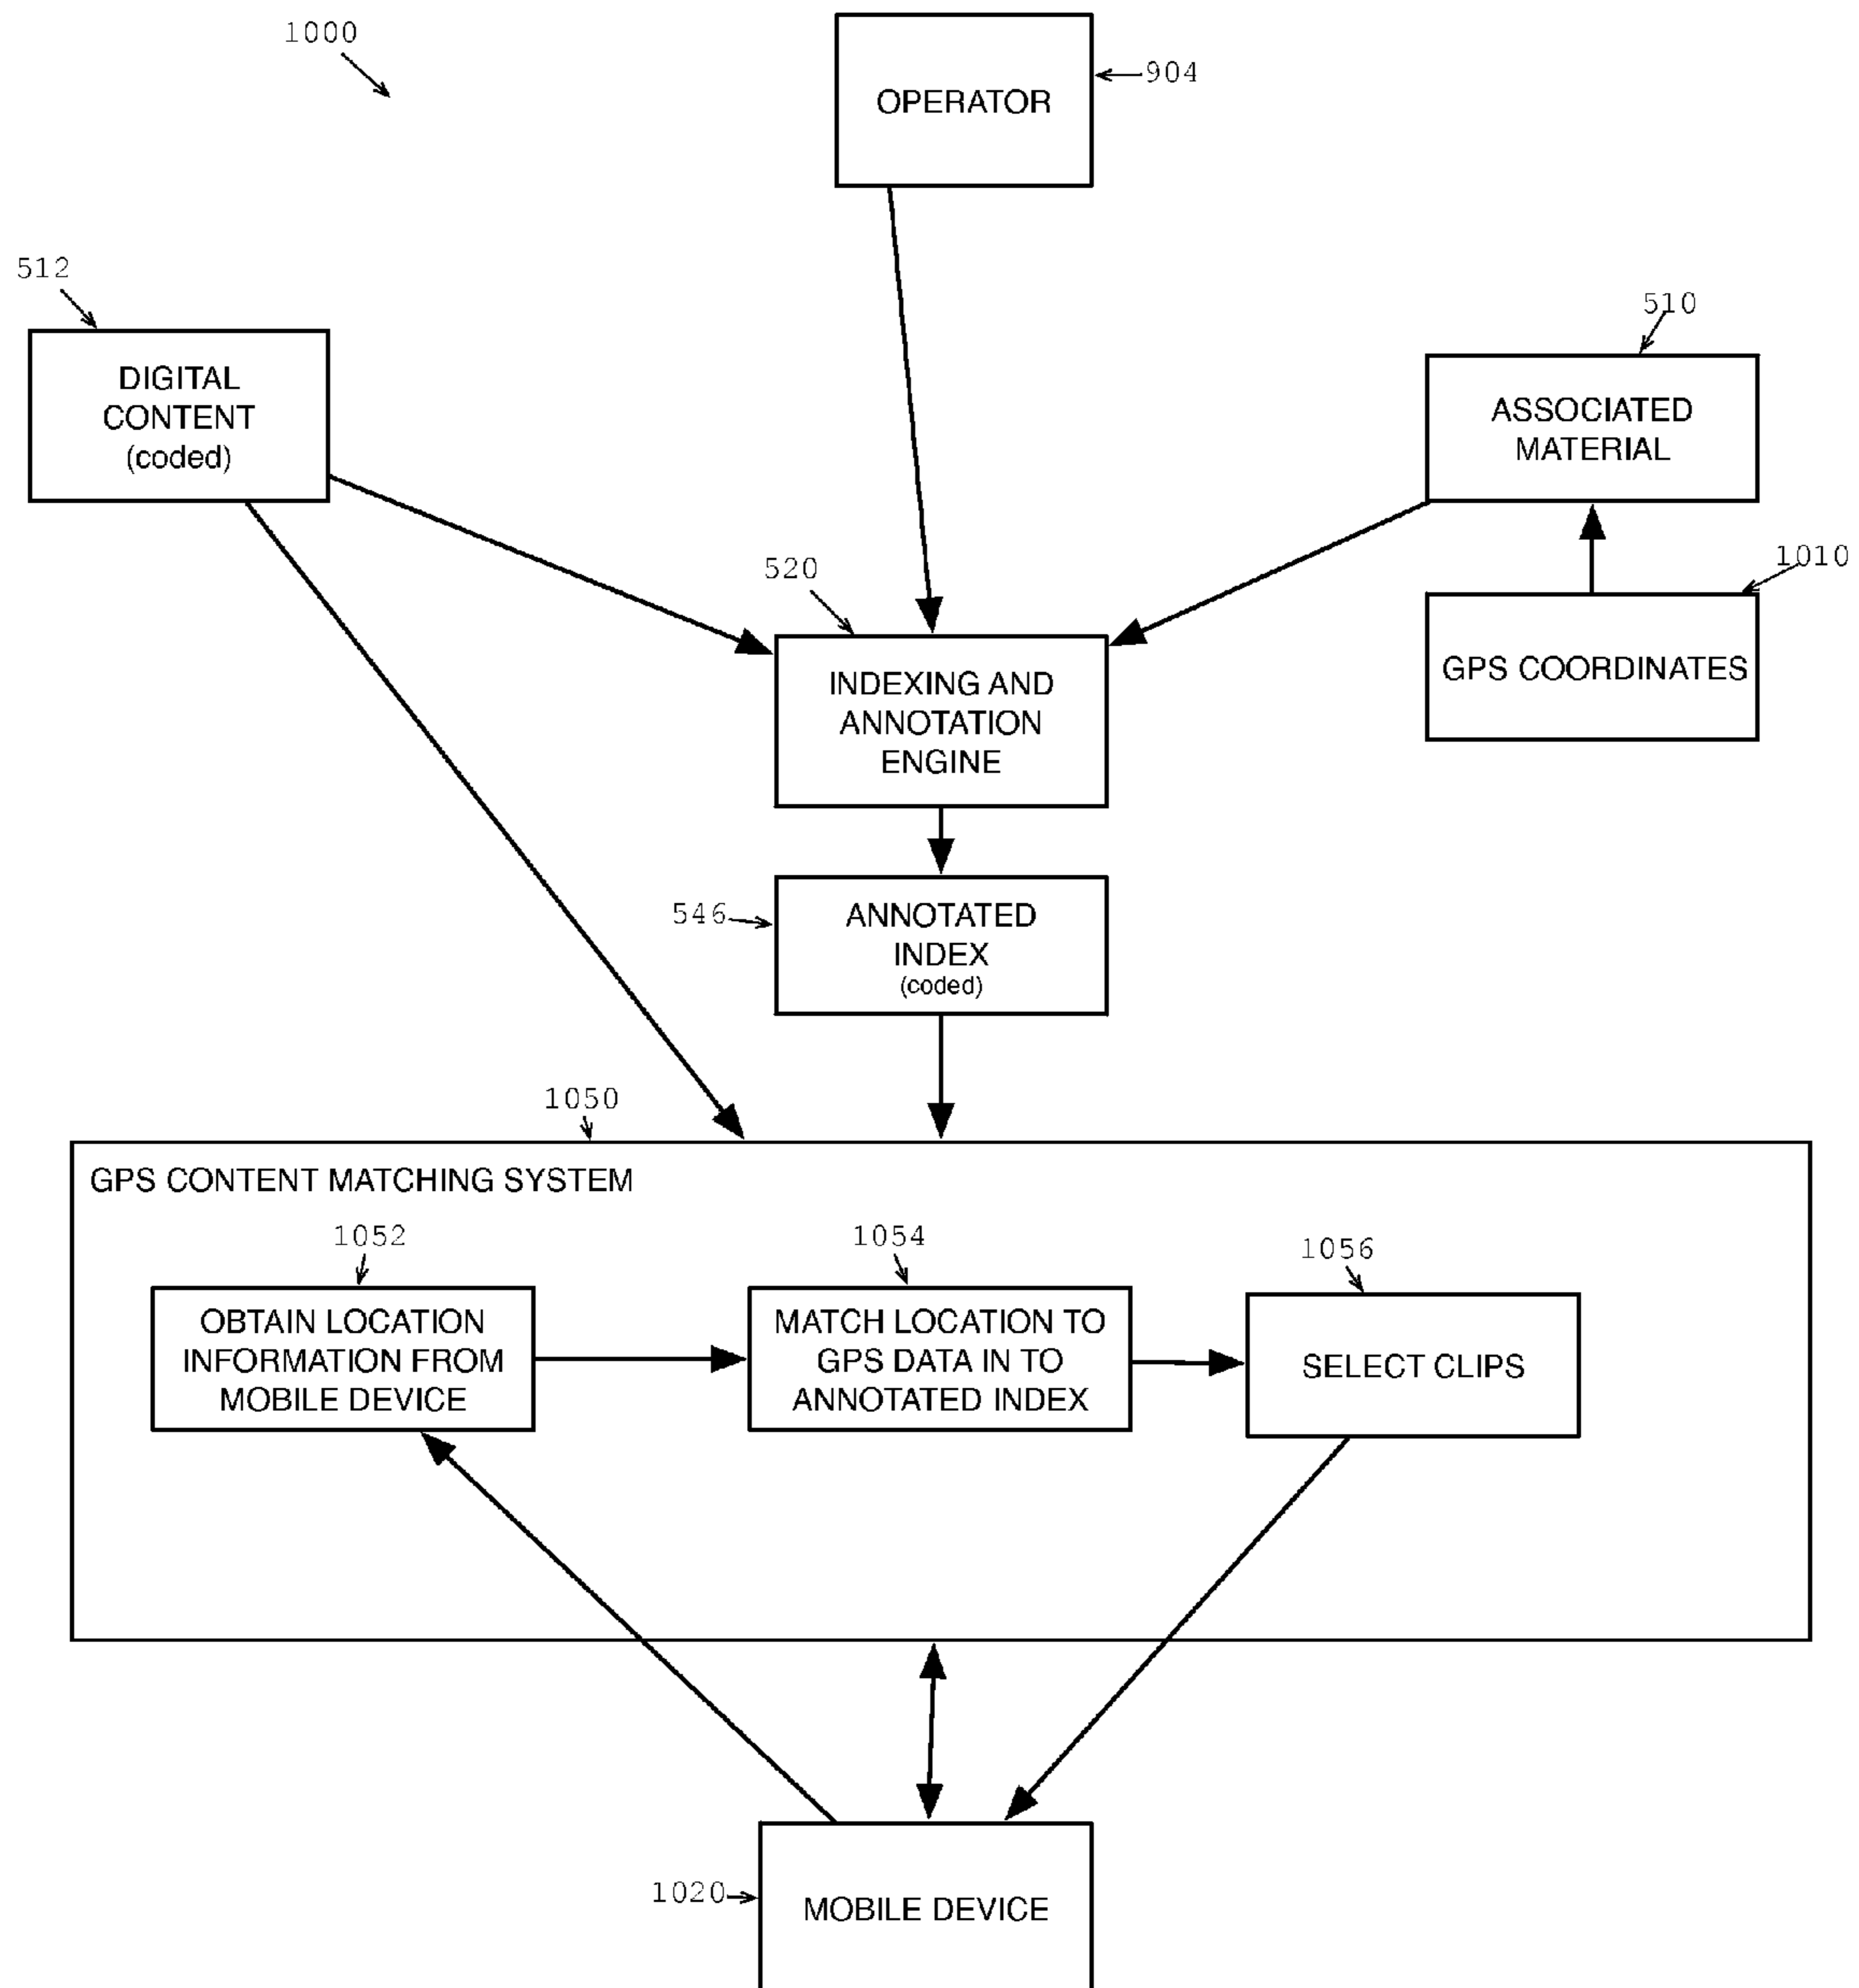 1000
OPERATOR
904
512
DIGITAL
CONTENT
(coded)
510
ASSOCIATED
MATERIAL
1010
GPS COORDINATES
520
INDEXING AND
ANNOTATION
ENGINE
546
ANNOTATED
INDEX
(coded)
1050
GPS CONTENT MATCHING SYSTEM
1052
OBTAIN LOCATION
INFORMATION FROM
MOBILE DEVICE
1054
MATCH LOCATION TO
GPS DATA IN TO
ANNOTATED INDEX
1056
SELECT CLIPS
1020
MOBILE DEVICE